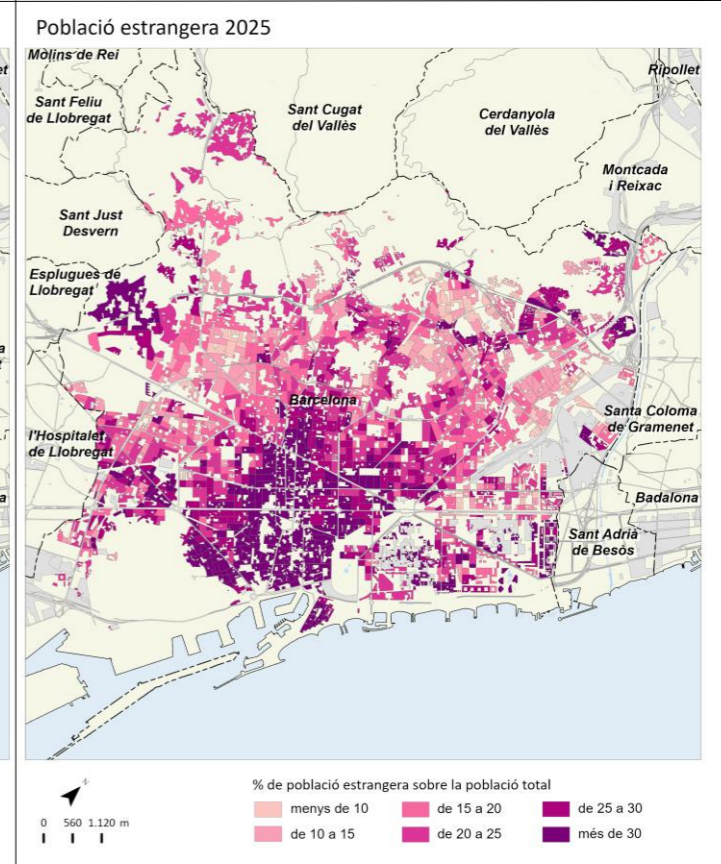 Població estrangera 2025
Molins de Rei
et
Ripollet
Sant Feliu
de Llobregat
Sant Cugat
del Vallès
Cerdanyola
del Vallès
Montcada
i Reixac
Sant Just
Desvern
Esplugues de
Llobregat
a
t
Barcelona
Santa Coloma
de Gramenet
l'Hospitalet
de Llobregat
a
Badalona
Sant Adrià
de Besòs
N
% de població estrangera sobre la població total
menys de 10
de 15 a 20
de 25 a 30
de 10 a 15
de 20 a 25
més de 30
0 560 1.120 m